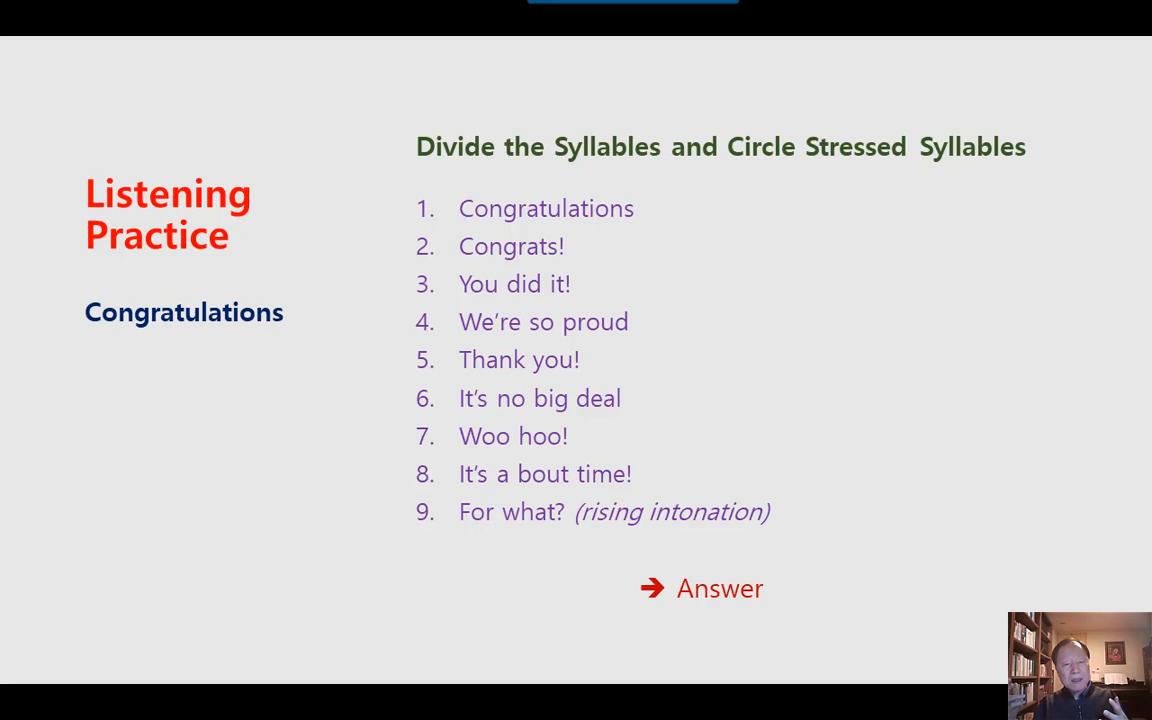 Listening
Practice
Congratulations
Divide the Syllables and Circle Stressed Syllables
1. Congratulations
2. Congrats!
3. You did it!
4. We're so proud
5. Thank you!
6. It's no big deal
7. Woo hoo!
8. It's a bout time!
9. For what? (rising intonation)
➔ Answer